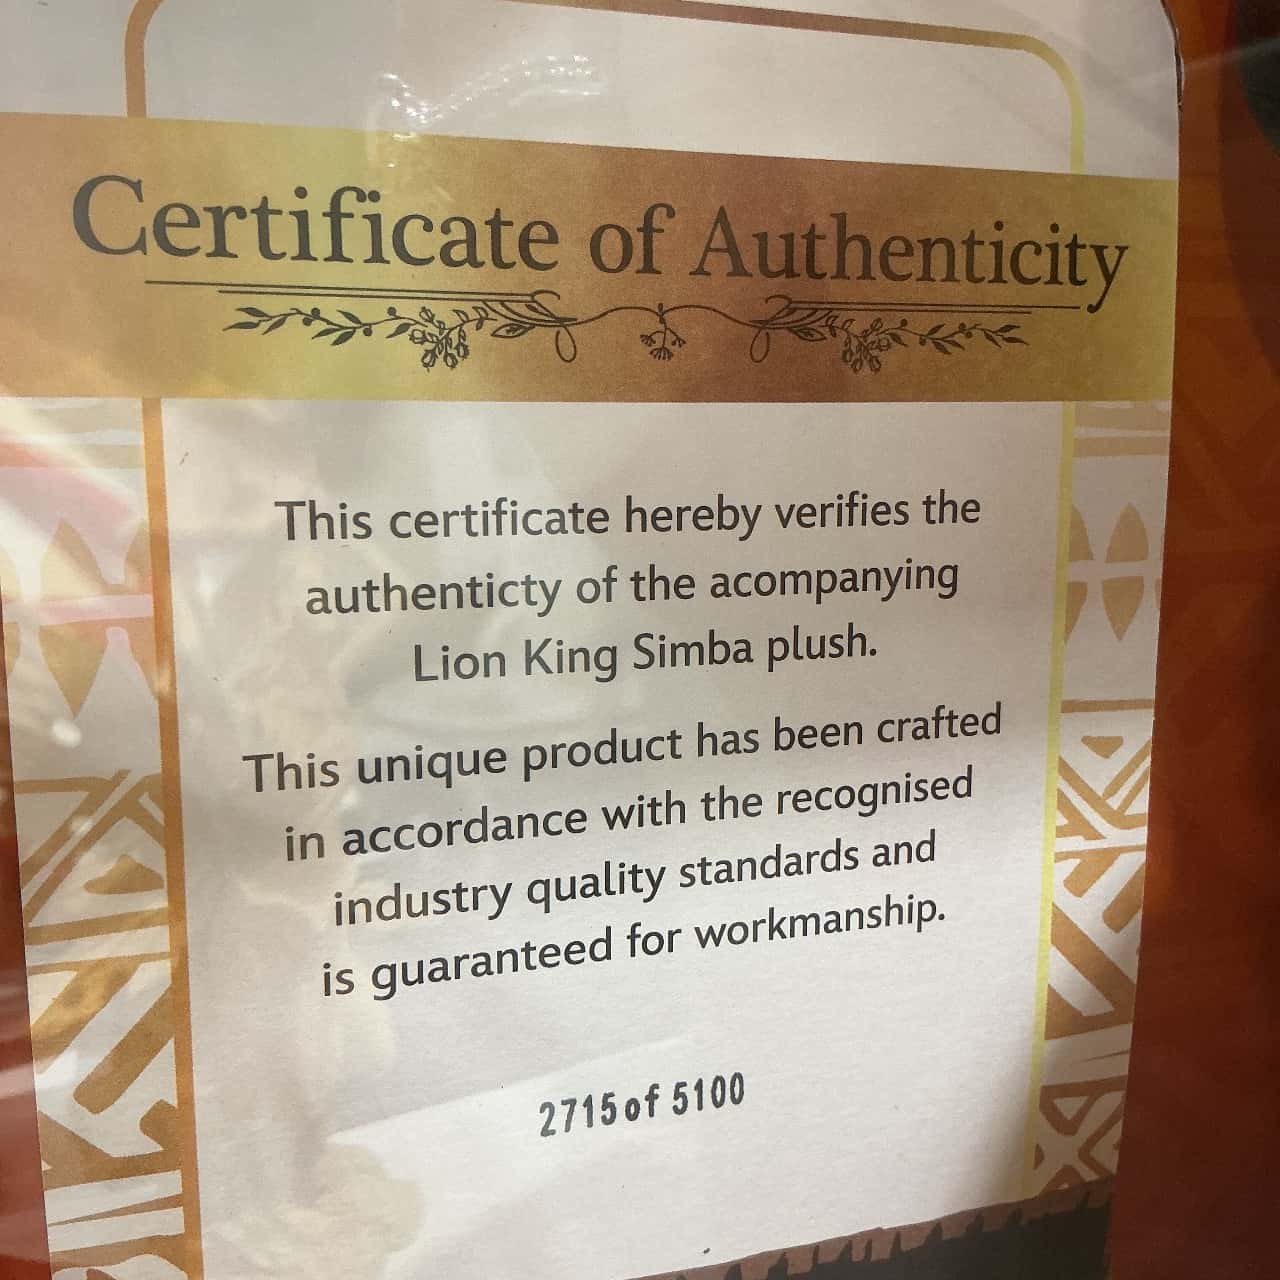 Certificate of Authenticity
This certificate hereby verifies the
authenticty of the acompanying
Lion King Simba plush.
This unique product has been crafted
in accordance with the recognised
industry quality standards and
is guaranteed for workmanship.
2715 of 5100